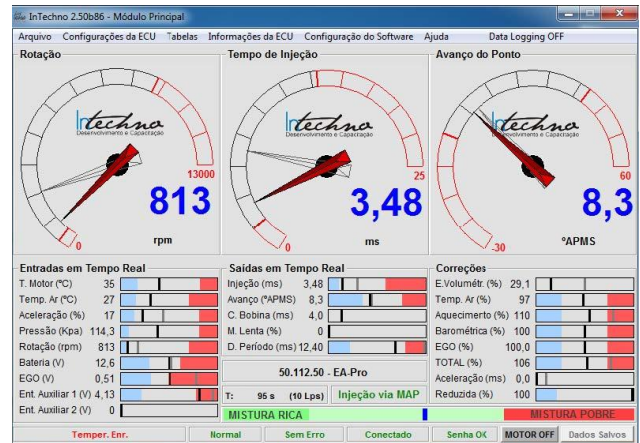 InTechno 2.50b86 - Módulo Principal
Arquivo Configurações da ECU Tabelas Informações da ECU Configuração do Software Ajuda Data Logging OFF
Rotação
Intechno
Desenvolvimento e Capacitação
0
13000
813
rpm
Tempo de Injeção
Intechno
Desenvolvimento e Capacitação
0
25
3,48
ms
Avanço do Ponto
Intechno
Desenvolvimento e Capacitação
-30
60
8,3
ºAPMS
Entradas em Tempo Real
T. Motor (ºC) 35
Temp. Ar (ºC) 27
Aceleração (%) 17
Pressão (Kpa) 114,3
Rotação (rpm) 813
Bateria (V) 12,6
EGO (V) 0,51
Ent. Auxiliar 1 (V) 4,13
Ent. Auxiliar 2 (V) 0
Saídas em Tempo Real
Injeção (ms) 3,48
Avanço (ºAPMS) 8,3
C. Bobina (ms) 4,0
M. Lenta (%) 0
D. Período (ms) 12,40
50.112.50 - EA-Pro
T: 95 s (10 Lps) Injeção via MAP
Correções
E.Volumétr. (%) 29,1
Temp. Ar (%) 97
Aquecimento (%) 110
Barométrica (%) 100
EGO (%) 100,0
TOTAL (%) 106
Aceleração (ms) 0,0
Reduzida (%) 100
MISTURA RICA MISTURA POBRE
Temper. Enr. Normal Sem Erro Conectado Senha OK MOTOR OFF Dados Salvos